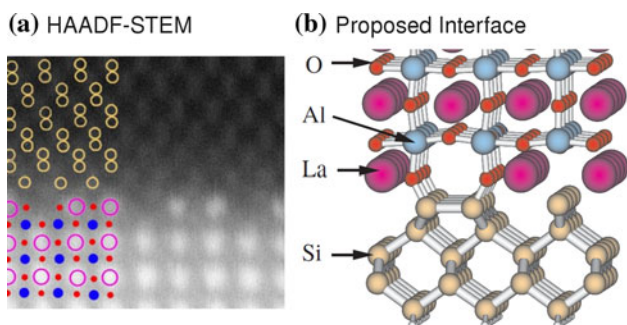 (a) HAADF-STEM
(b) Proposed Interface
O
Al
La
Si